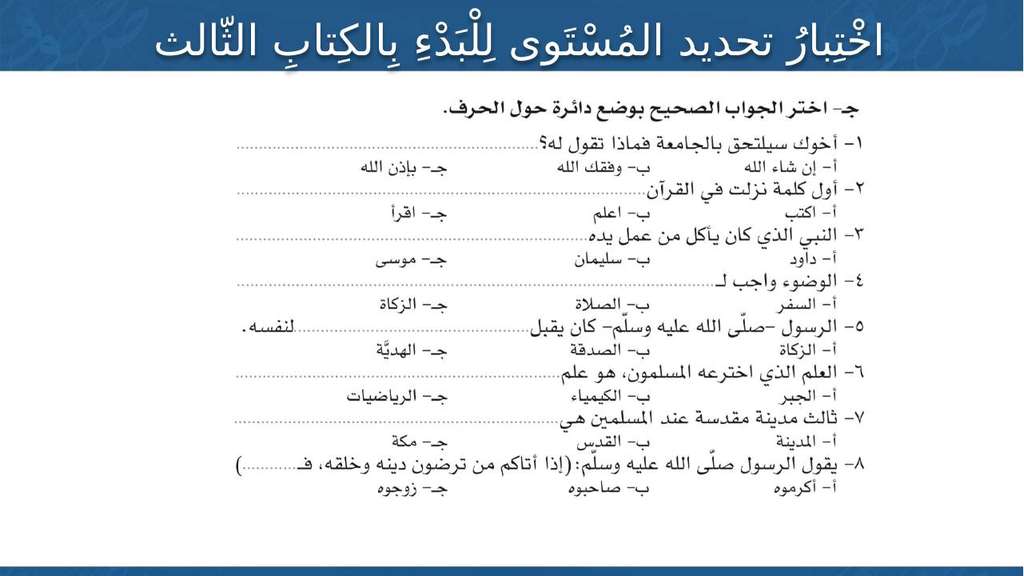 اخْتِبارُ تحديد المُسْتَوى لِلْبَدْءِ بِالكِتابِ الثّالث
جـ- اختر الجواب الصحيح بوضع دائرة حول الحرف.
١- أخوك سيلتحق بالجامعة فماذا تقول له؟........................
أ- إن شاء الله ب- وفقك الله جـ- بإذن الله
٢- أول كلمة نزلت في القرآن........................
أ- اكتب ب- اعلم جـ- اقرأ
٣- النبي الذي كان يأكل من عمل يده........................
أ- داود ب- سليمان جـ- موسى
٤- الوضوء واجب لـ........................
أ- السفر ب- الصلاة جـ- الزكاة
٥- الرسول -صلّى الله عليه وسلّم- كان يقبل........................لنفسه.
أ- الزكاة ب- الصدقة جـ- الهديَّة
٦- العلم الذي اخترعه المسلمون، هو علم........................
أ- الجبر ب- الكيمياء جـ- الرياضيات
٧- ثالث مدينة مقدسة عند المسلمين هي........................
أ- المدينة ب- القدس جـ- مكة
٨- يقول الرسول صلّى الله عليه وسلّم: (إذا أتاكم من ترضون دينه وخلقه، فـ............)
أ- أكرموه ب- صاحبوه جـ- زوجوه